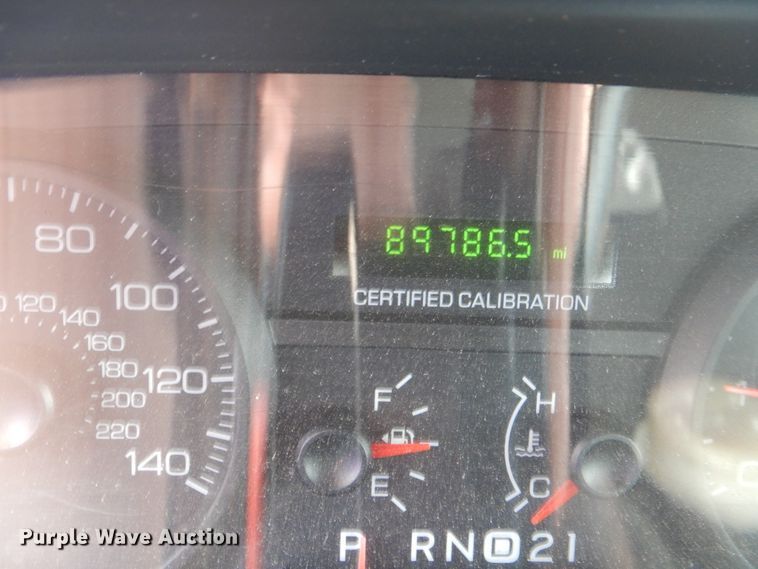 89786.5 mi
CERTIFIED CALIBRATION
80
100
120
140
120
140
160
180
200
220
F
E
H
C
P RND21
Purple Wave Auction